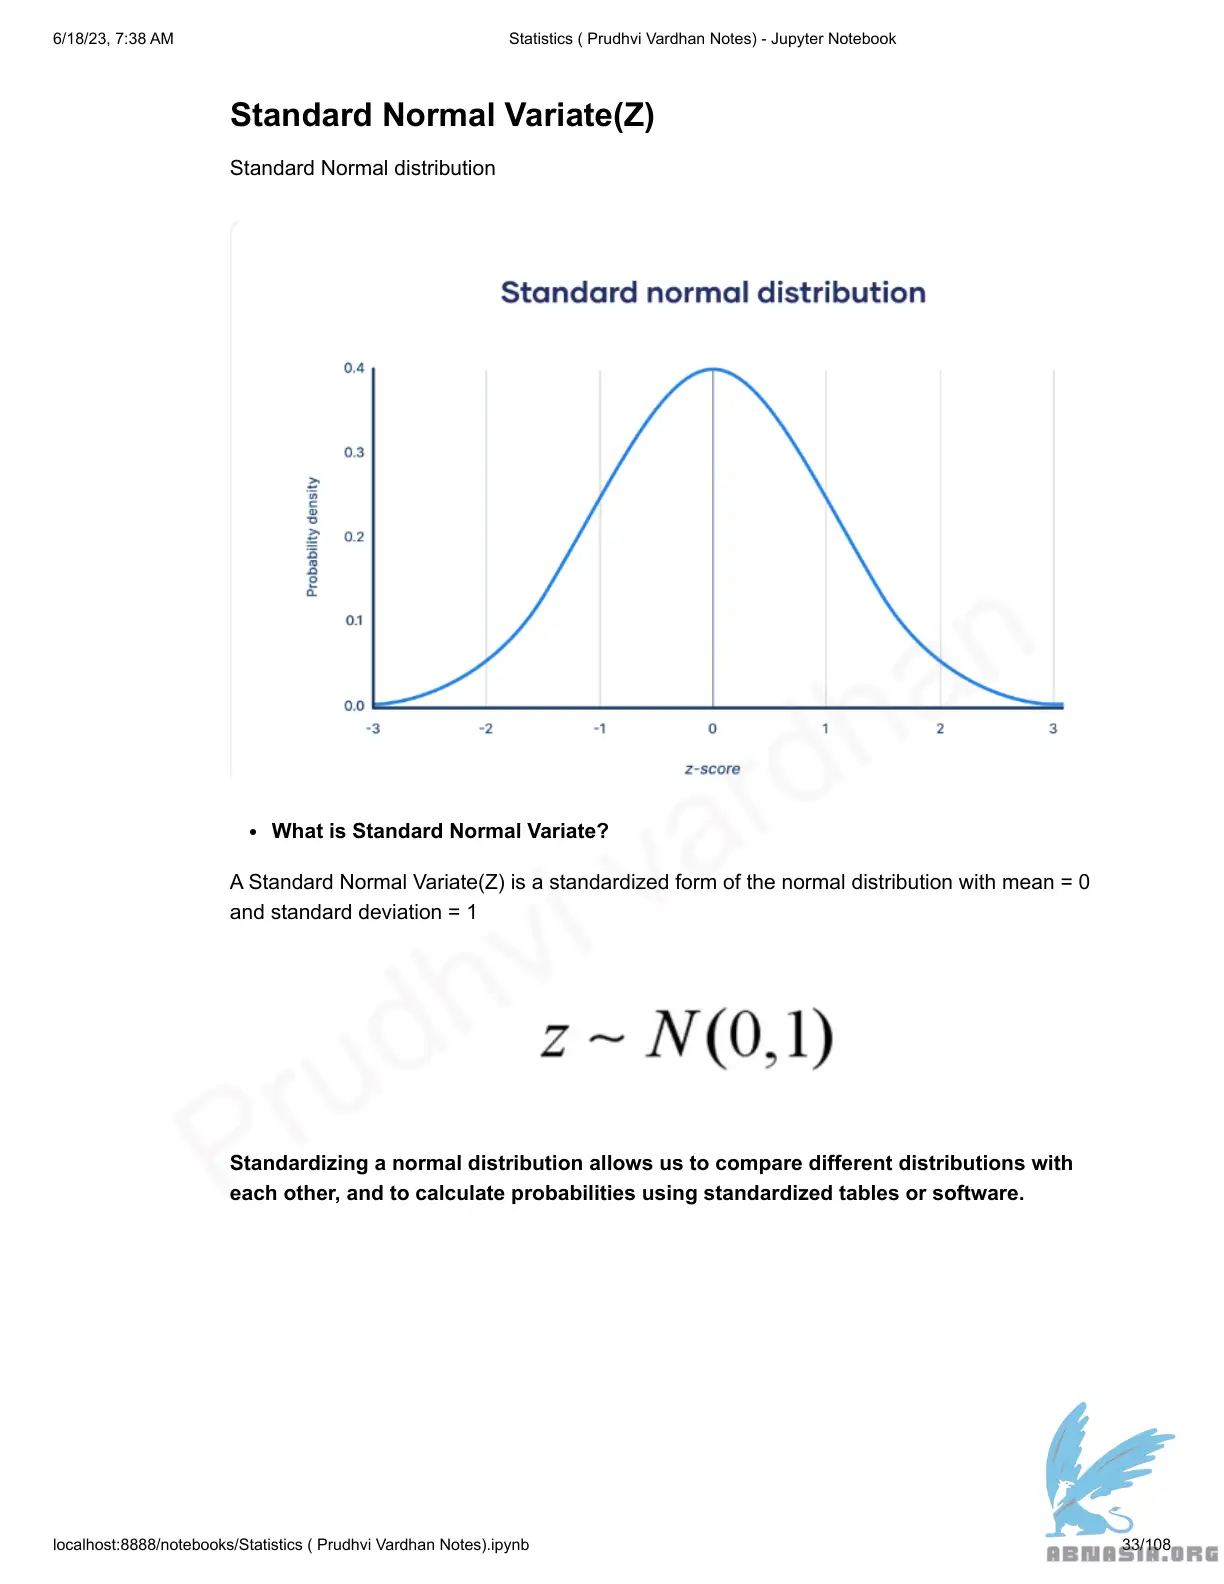 6/18/23, 7:38 AM
Statistics ( Prudhvi Vardhan Notes) - Jupyter Notebook
Standard Normal Variate(Z)
Standard Normal distribution
Standard normal distribution
0.4
0.3
0.2
0.1
0.0
Probability density
-3 -2 -1 0 1 2 3
z-score
• What is Standard Normal Variate?
A Standard Normal Variate(Z) is a standardized form of the normal distribution with mean = 0
and standard deviation = 1
z ~ N(0,1)
Standardizing a normal distribution allows us to compare different distributions with
each other, and to calculate probabilities using standardized tables or software.
Prudhvi vardhan
localhost:8888/notebooks/Statistics ( Prudhvi Vardhan Notes).ipynb
33/108
ABNASIA.ORG